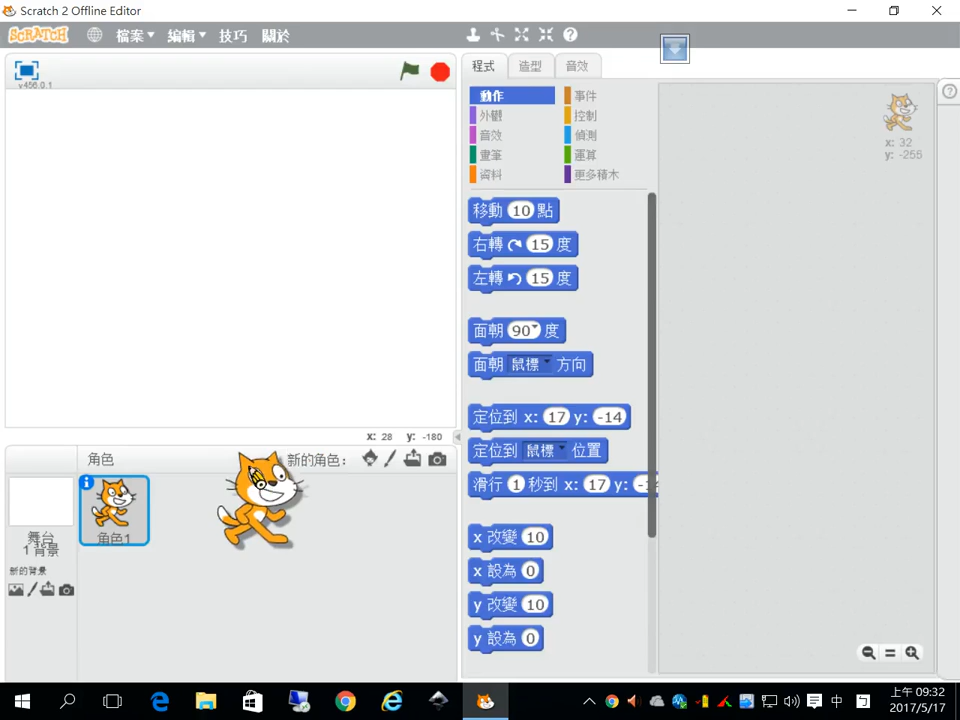 Scratch 2 Offline Editor
SCRATCH 檔案 編輯 技巧 關於
v456.0.1
程式 造型 音效
動作 事件
外觀 控制
音效 偵測
畫筆 運算
資料 更多積木
x: 32
y: -255
移動 10 點
右轉 15 度
左轉 15 度
面朝 90 度
面朝 鼠標 方向
定位到 x: 17 y: -14
定位到 鼠標 位置
滑行 1 秒到 x: 17 y: -1
x 改變 10
x 設為 0
y 改變 10
y 設為 0
x: 28 y: -180
角色 新的角色:
角色1
舞台
1 背景
新的背景
中
上午 09:32
2017/5/17